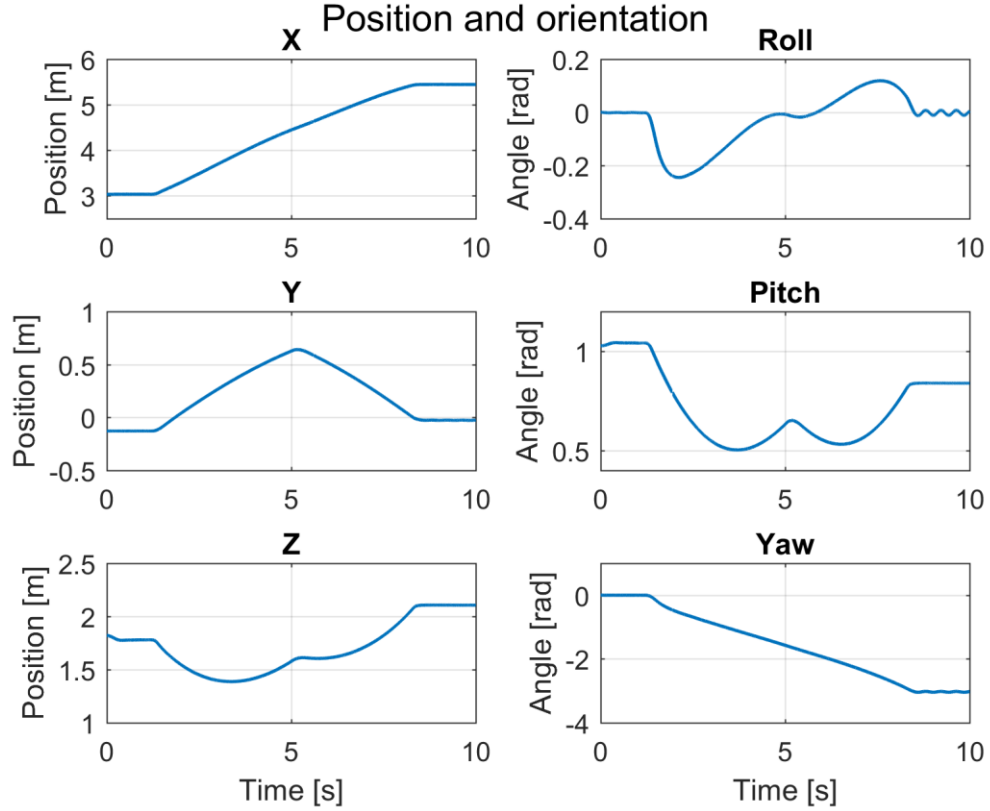 Position and orientation
X
Position [m]
6
5
4
3
0 5 10
Roll
Angle [rad]
0.2
0
-0.2
-0.4
0 5 10
Y
Position [m]
1
0.5
0
-0.5
0 5 10
Pitch
Angle [rad]
1
0.5
0 5 10
Z
Position [m]
2.5
2
1.5
1
0 5 10
Time [s]
Yaw
Angle [rad]
0
-2
-4
0 5 10
Time [s]